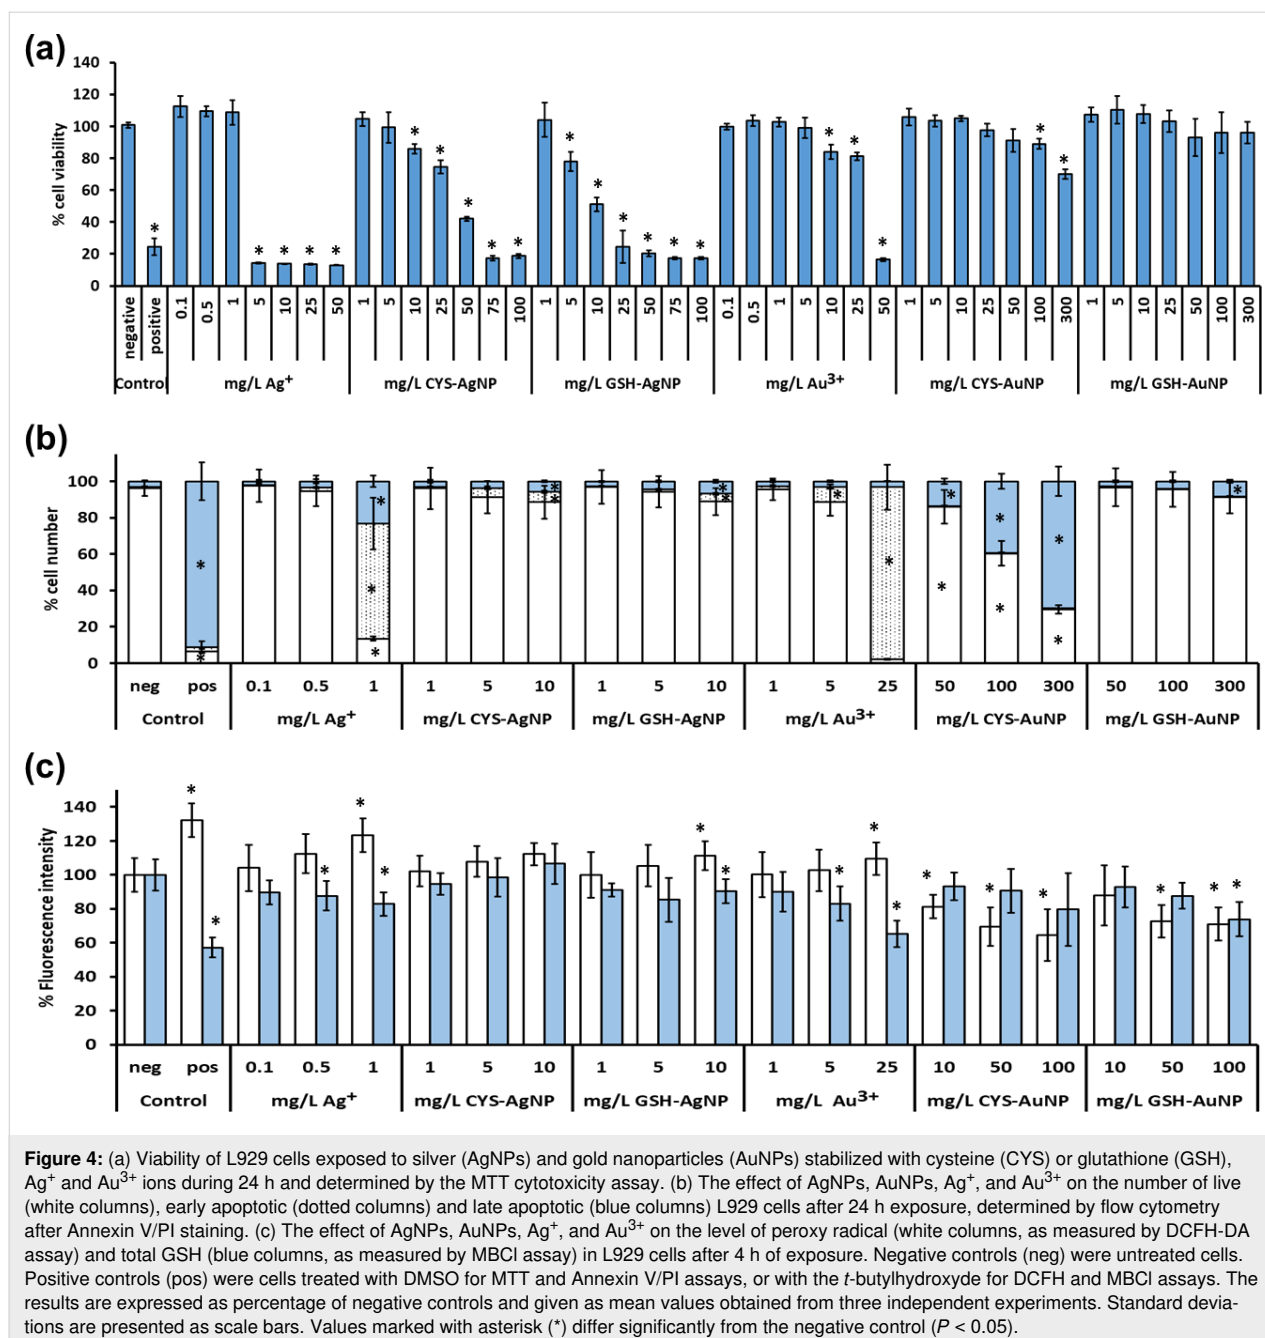 (a)
140
120
100
80
60
40
20
0
% cell viability
* * * * * * * * * * * * * * * * * * * * *
negative positive 0.1 0.5 1 5 10 25 50 1 5 10 25 50 75 100 1 5 10 25 50 75 100 0.1 0.5 1 5 10 25 50 1 5 10 25 50 100 300 1 5 10 25 50 100 300
Control mg/L Ag⁺ mg/L CYS-AgNP mg/L GSH-AgNP mg/L Au³⁺ mg/L CYS-AuNP mg/L GSH-AuNP
(b)
100
80
60
40
20
0
% cell number
* * * * * * * * * * * * * * * * * *
neg pos 0.1 0.5 1 1 5 10 1 5 10 1 5 25 50 100 300 50 100 300
Control mg/L Ag⁺ mg/L CYS-AgNP mg/L GSH-AgNP mg/L Au³⁺ mg/L CYS-AuNP mg/L GSH-AuNP
(c)
140
120
100
80
60
40
20
0
% Fluorescence intensity
* * * * * * * * * * * * * * *
neg pos 0.1 0.5 1 1 5 10 1 5 10 1 5 25 10 50 100 10 50 100
Control mg/L Ag⁺ mg/L CYS-AgNP mg/L GSH-AgNP mg/L Au³⁺ mg/L CYS-AuNP mg/L GSH-AuNP
Figure 4: (a) Viability of L929 cells exposed to silver (AgNPs) and gold nanoparticles (AuNPs) stabilized with cysteine (CYS) or glutathione (GSH),
Ag⁺ and Au³⁺ ions during 24 h and determined by the MTT cytotoxicity assay. (b) The effect of AgNPs, AuNPs, Ag⁺, and Au³⁺ on the number of live
(white columns), early apoptotic (dotted columns) and late apoptotic (blue columns) L929 cells after 24 h exposure, determined by flow cytometry
after Annexin V/PI staining. (c) The effect of AgNPs, AuNPs, Ag⁺, and Au³⁺ on the level of peroxy radical (white columns, as measured by DCFH-DA
assay) and total GSH (blue columns, as measured by MBCl assay) in L929 cells after 4 h of exposure. Negative controls (neg) were untreated cells.
Positive controls (pos) were cells treated with DMSO for MTT and Annexin V/PI assays, or with the t-butylhydroxyde for DCFH and MBCl assays. The
results are expressed as percentage of negative controls and given as mean values obtained from three independent experiments. Standard devia-
tions are presented as scale bars. Values marked with asterisk (*) differ significantly from the negative control (P < 0.05).